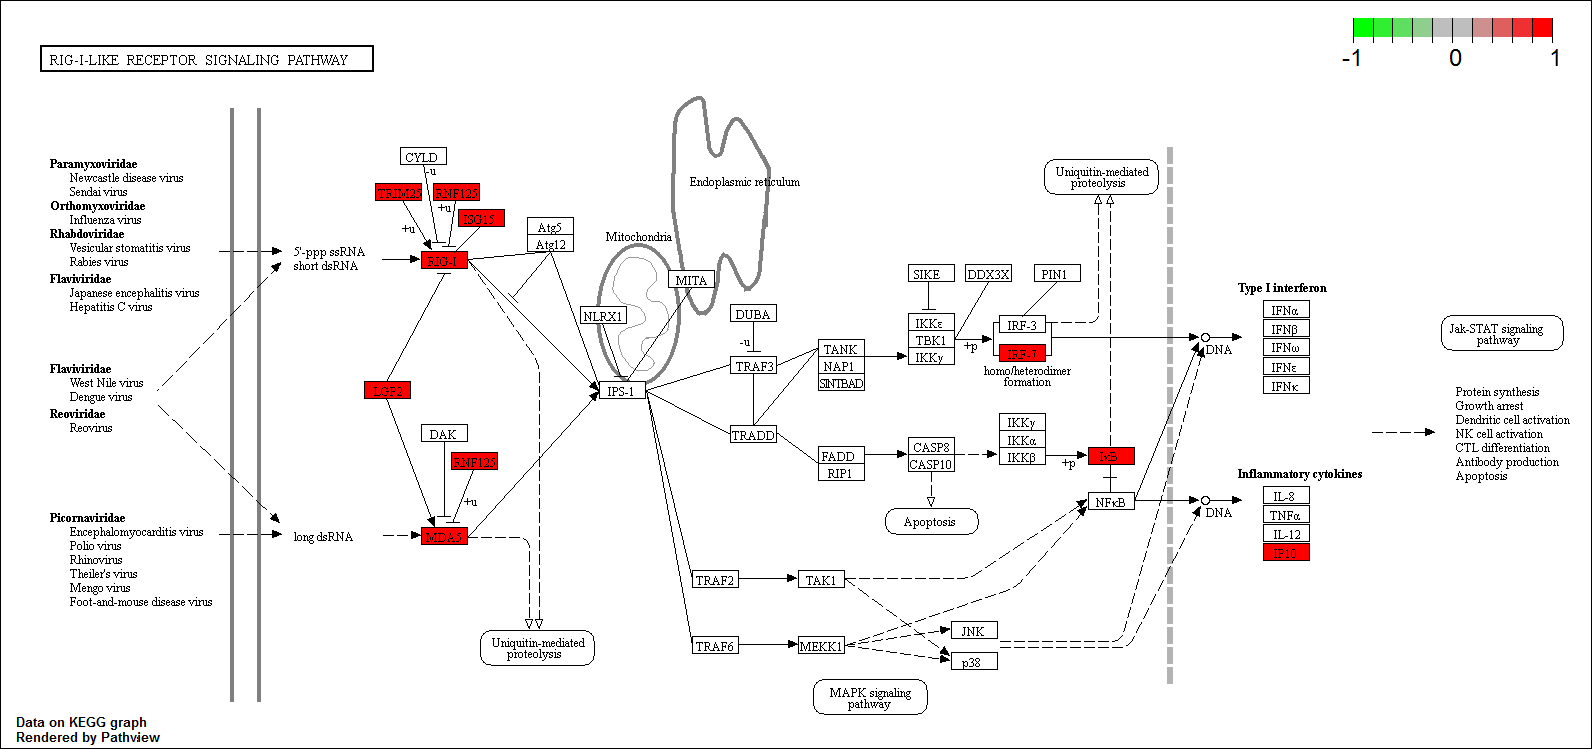 RIG-I-LIKE RECEPTOR SIGNALING PATHWAY
-1
0
1
Paramyxoviridae
Newcastle disease virus
Sendai virus
Orthomyxoviridae
Influenza virus
Rhabdoviridae
Vesicular stomatitis virus
Rabies virus
Flaviviridae
Japanese encephalitis virus
Hepatitis C virus
Flaviviridae
West Nile virus
Dengue virus
Reoviridae
Reovirus
Picornaviridae
Encephalomyocarditis virus
Polio virus
Rhinovirus
Theiler's virus
Mengo virus
Foot-and-mouse disease virus
5'-ppp ssRNA
short dsRNA
long dsRNA
CYLD
-u
TRIM25
RNF125
+u
+u
ISG15
RIG-I
LGP2
DAK
RNF125
+u
MDA5
Uniquitin-mediated
proteolysis
Atg5
Atg12
Mitochondria
Endoplasmic reticulum
MITA
NLRX1
IPS-1
DUBA
-u
TRAF3
TRADD
TRAF2
TRAF6
TANK
NAP1
SINTBAD
FADD
RIP1
TAK1
MEKK1
MAPK signaling
pathway
SIKE
DDX3X
PIN1
IKKε
TBK1
IKKγ
+p
IRF-3
IRF-7
homo/heterodimer
formation
CASP8
CASP10
Apoptosis
IKKγ
IKKα
IKKβ
+p
IκB
NFκB
JNK
p38
Uniquitin-mediated
proteolysis
DNA
DNA
Type I interferon
IFNα
IFNβ
IFNω
IFNε
IFNκ
Inflammatory cytokines
IL-8
TNFα
IL-12
IP10
Jak-STAT signaling
pathway
Protein synthesis
Growth arrest
Dendritic cell activation
NK cell activation
CTL differentiation
Antibody production
Apoptosis
Data on KEGG graph
Rendered by Pathview